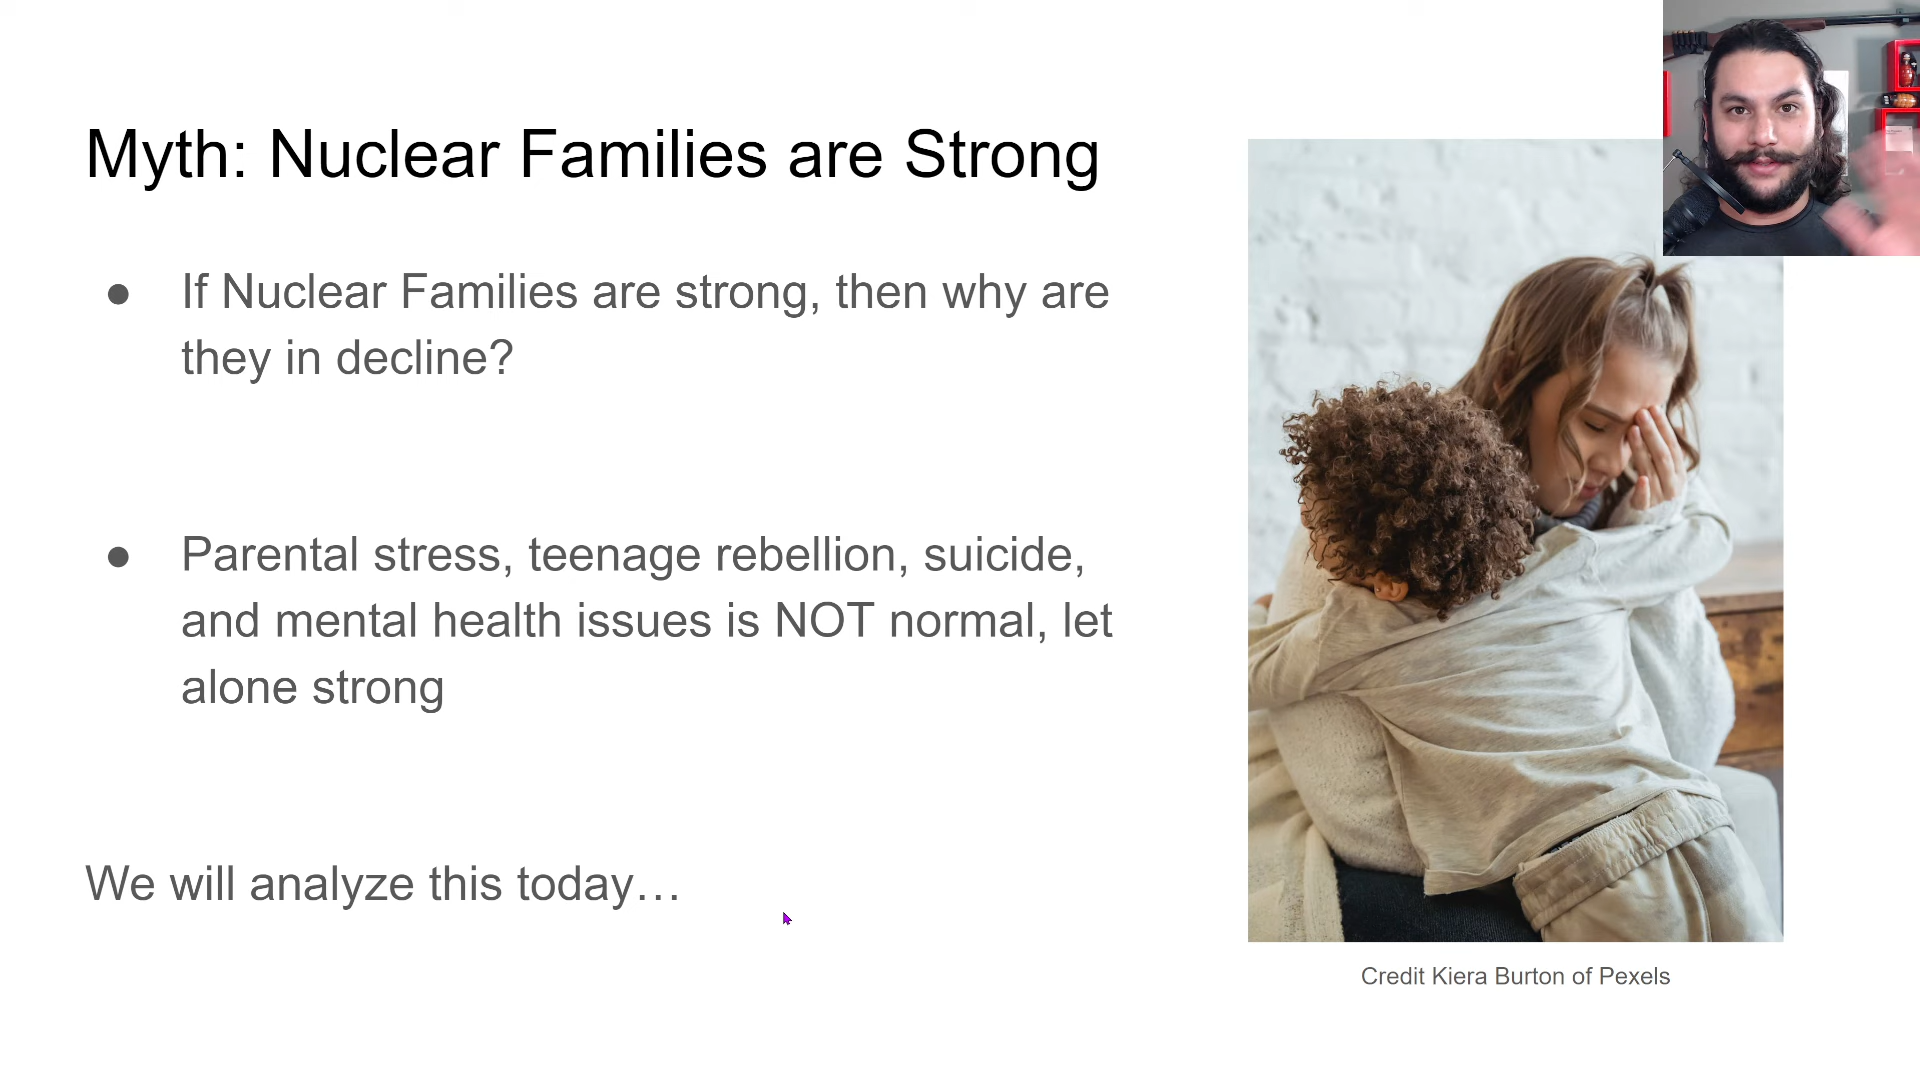 Myth: Nuclear Families are Strong
● If Nuclear Families are strong, then why are
they in decline?
● Parental stress, teenage rebellion, suicide,
and mental health issues is NOT normal, let
alone strong
We will analyze this today…
Credit Kiera Burton of Pexels